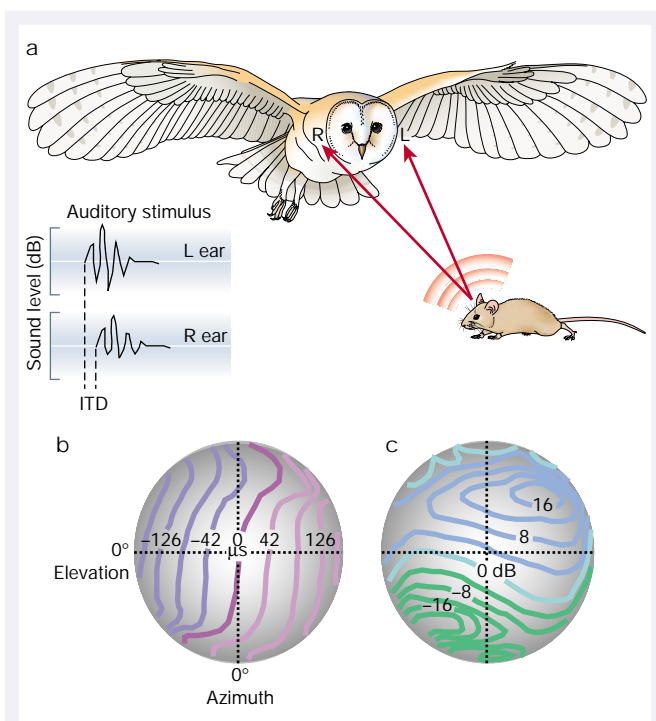 a
R
L
Auditory stimulus
Sound level (dB)
L ear
R ear
ITD
b
c
–126
–42
0
42
126
µs
0°
Elevation
0°
Azimuth
16
8
0 dB
–8
–16